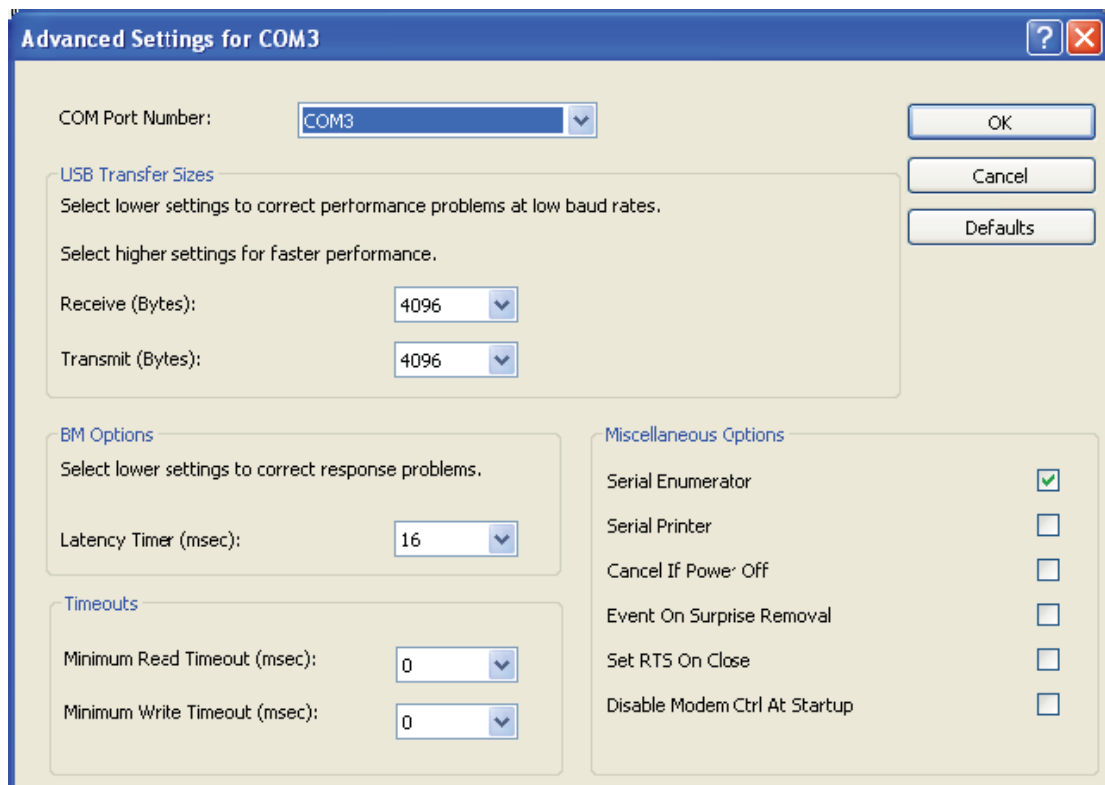 Advanced Settings for COM3
COM Port Number:
COM3
OK
Cancel
Defaults
USB Transfer Sizes
Select lower settings to correct performance problems at low baud rates.
Select higher settings for faster performance.
Receive (Bytes):
4096
Transmit (Bytes):
4096
BM Options
Select lower settings to correct response problems.
Latency Timer (msec):
16
Timeouts
Minimum Read Timeout (msec):
0
Minimum Write Timeout (msec):
0
Miscellaneous Options
Serial Enumerator
Serial Printer
Cancel If Power Off
Event On Surprise Removal
Set RTS On Close
Disable Modem Ctrl At Startup